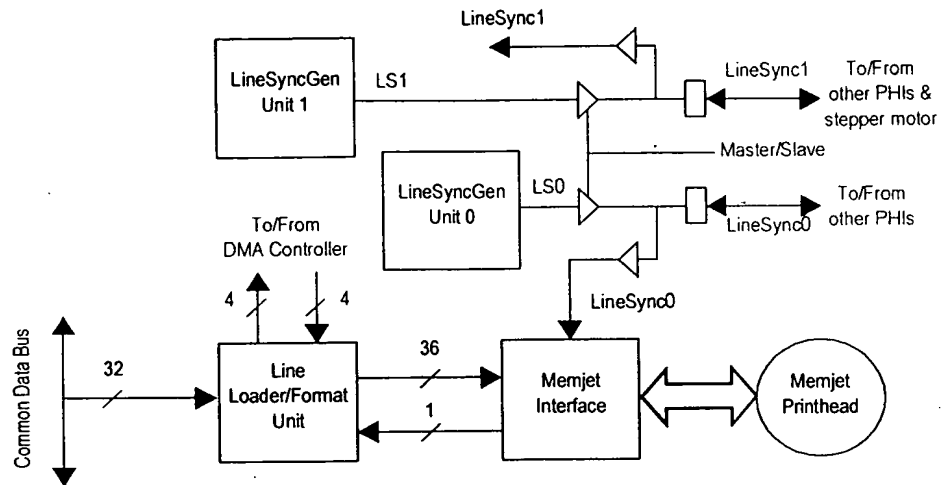 LineSync1
LineSyncGen
Unit 1
LS1
LineSync1
To/From
other PHIs &
stepper motor
Master/Slave
LineSyncGen
Unit 0
LS0
To/From
other PHIs
LineSync0
To/From
DMA Controller
4
4
LineSync0
Common Data Bus
32
Line
Loader/Format
Unit
36
1
Memjet
Interface
Memjet
Printhead